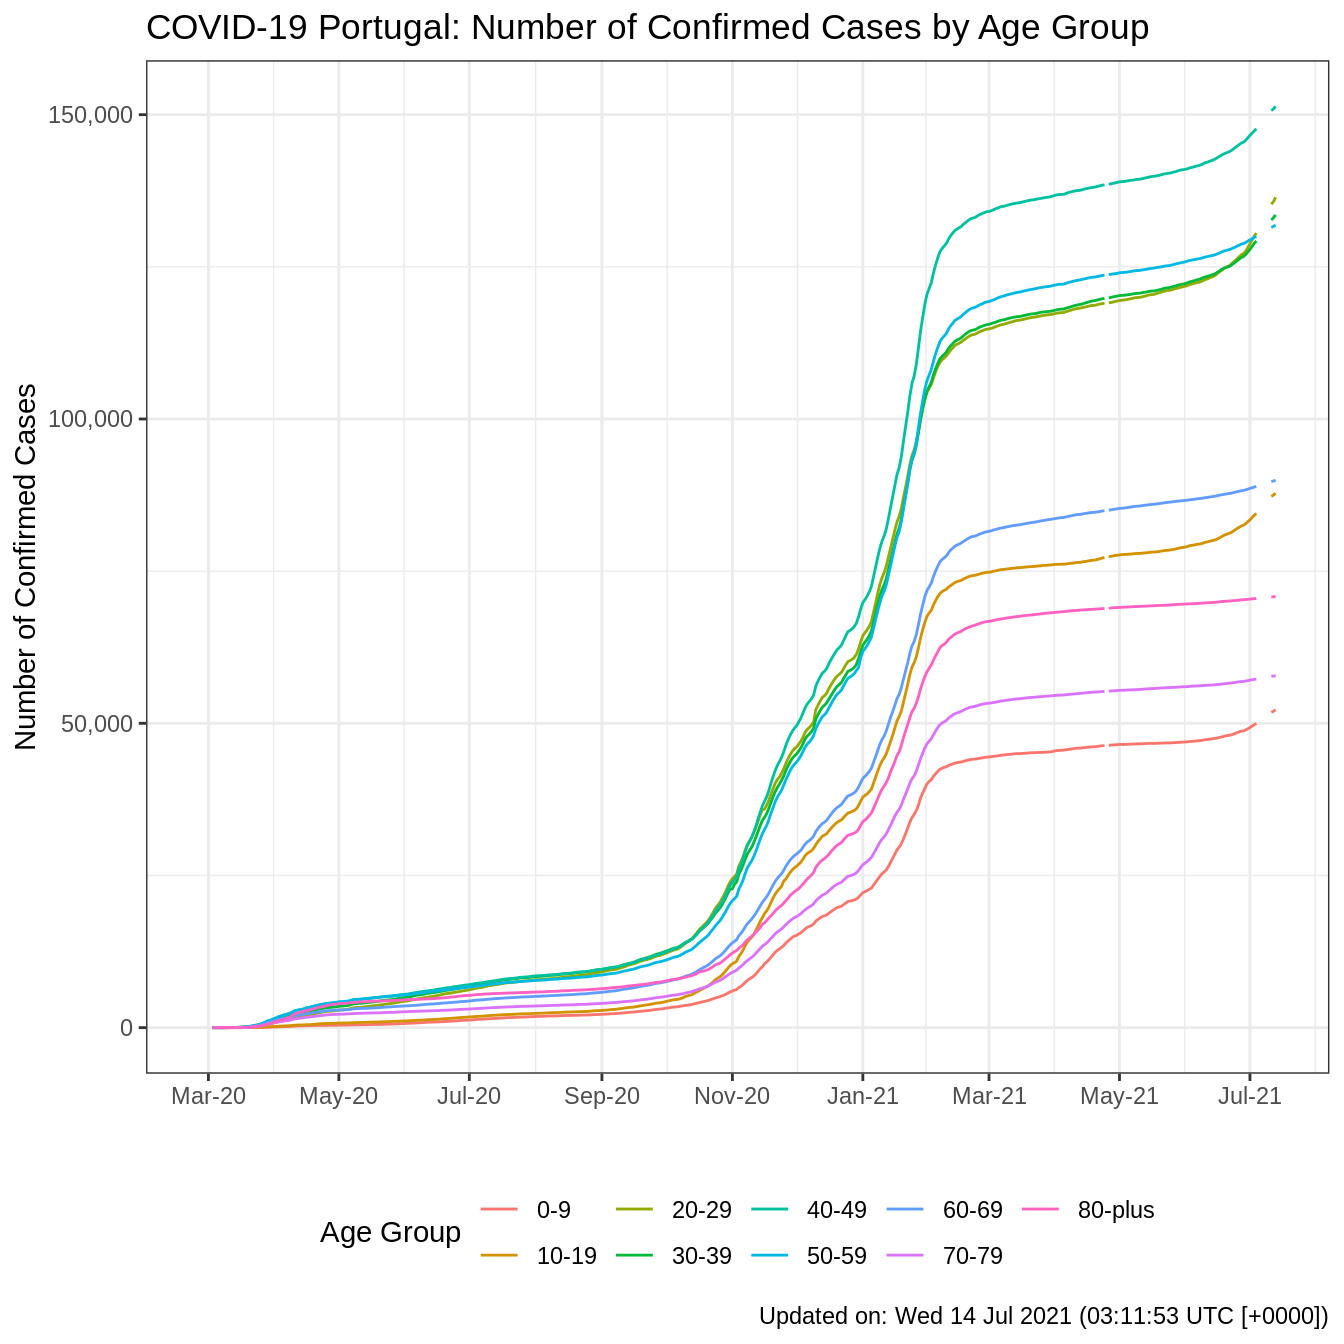 COVID-19 Portugal: Number of Confirmed Cases by Age Group
Number of Confirmed Cases
150,000
100,000
50,000
0
Mar-20 May-20 Jul-20 Sep-20 Nov-20 Jan-21 Mar-21 May-21 Jul-21
Age Group
0-9 20-29 40-49 60-69 80-plus
10-19 30-39 50-59 70-79
Updated on: Wed 14 Jul 2021 (03:11:53 UTC [+0000])